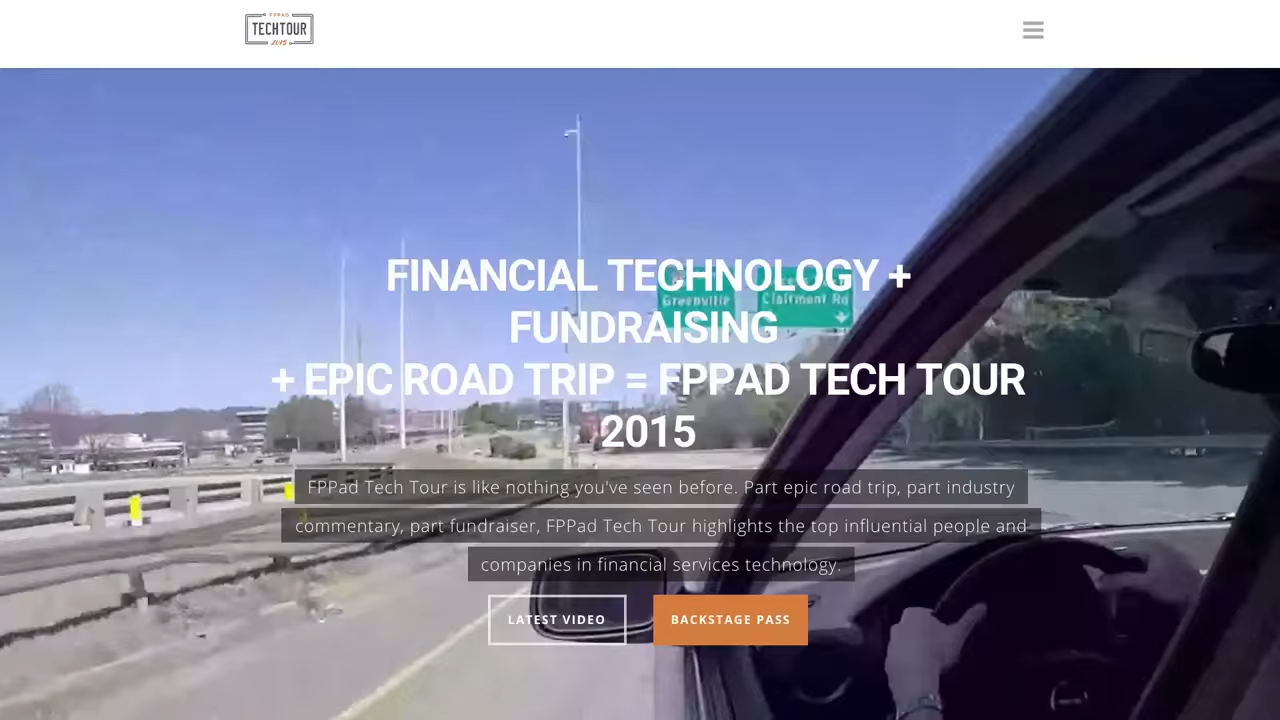 FPPAD
TECHTOUR
2015
FINANCIAL TECHNOLOGY +
FUNDRAISING
+ EPIC ROAD TRIP = FPPAD TECH TOUR
2015
Greenville
Clairmont Rd
FPPad Tech Tour is like nothing you've seen before. Part epic road trip, part industry
commentary, part fundraiser, FPPad Tech Tour highlights the top influential people and
companies in financial services technology.
LATEST VIDEO
BACKSTAGE PASS